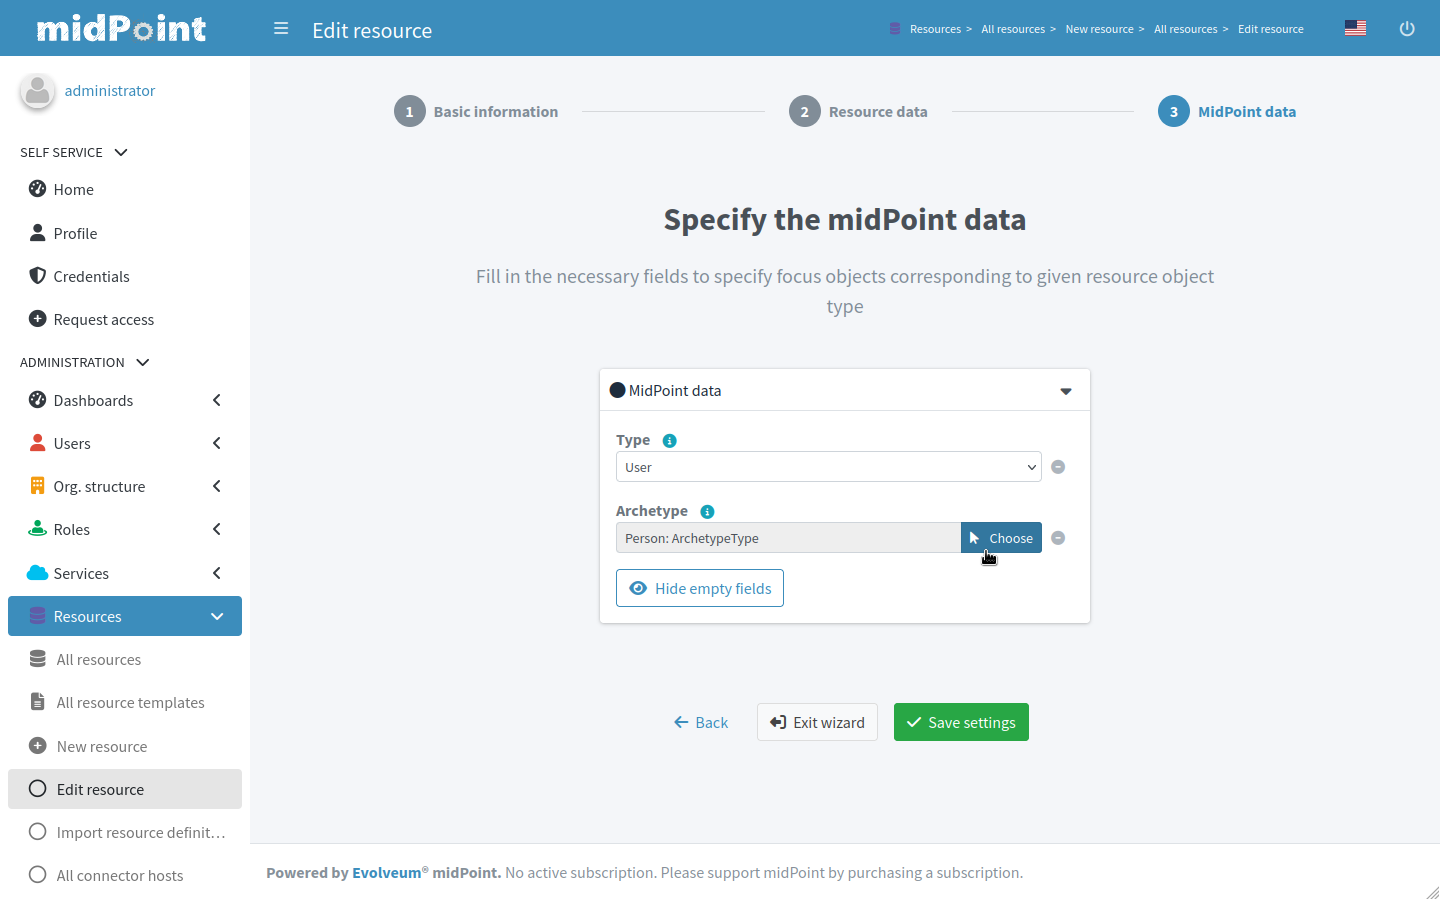 midPoint
Edit resource
Resources > All resources > New resource > All resources > Edit resource
administrator
SELF SERVICE
Home
Profile
Credentials
Request access
ADMINISTRATION
Dashboards
Users
Org. structure
Roles
Services
Resources
All resources
All resource templates
New resource
Edit resource
Import resource definit…
All connector hosts
1 Basic information
2 Resource data
3 MidPoint data
Specify the midPoint data
Fill in the necessary fields to specify focus objects corresponding to given resource object
type
MidPoint data
Type
User
Archetype
Person: ArchetypeType
Choose
Hide empty fields
Back
Exit wizard
Save settings
Powered by Evolveum® midPoint. No active subscription. Please support midPoint by purchasing a subscription.